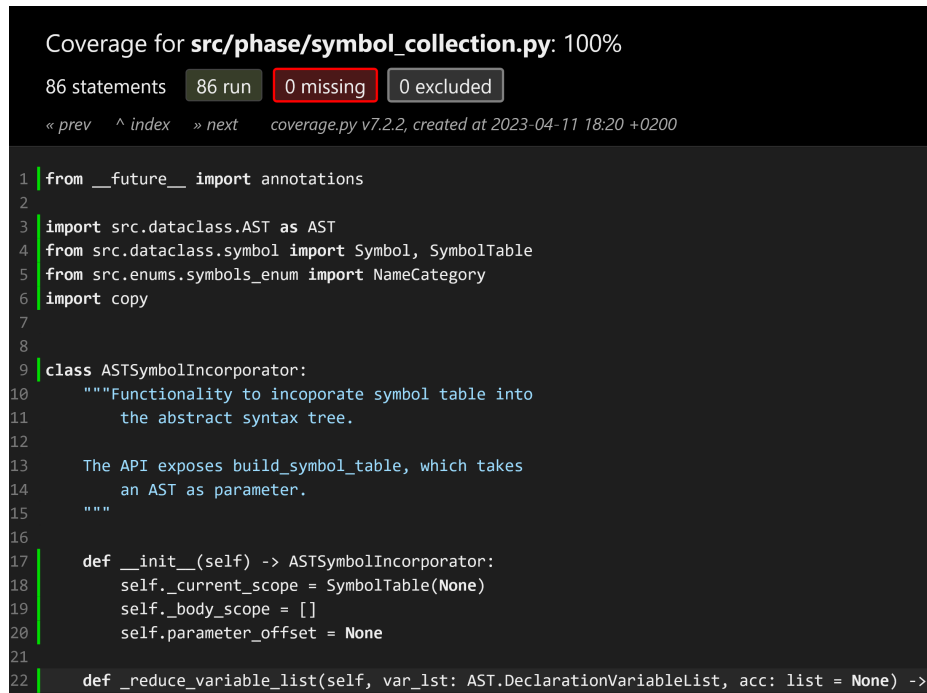 Coverage for src/phase/symbol_collection.py: 100%
86 statements 86 run 0 missing 0 excluded
« prev ^ index » next coverage.py v7.2.2, created at 2023-04-11 18:20 +0200
1 from __future__ import annotations
2
3 import src.dataclass.AST as AST
4 from src.dataclass.symbol import Symbol, SymbolTable
5 from src.enums.symbols_enum import NameCategory
6 import copy
7
8
9 class ASTSymbolIncorporator:
10 """Functionality to incoporate symbol table into
11 the abstract syntax tree.
12
13 The API exposes build_symbol_table, which takes
14 an AST as parameter.
15 """
16
17 def __init__(self) -> ASTSymbolIncorporator:
18 self._current_scope = SymbolTable(None)
19 self._body_scope = []
20 self.parameter_offset = None
21
22 def _reduce_variable_list(self, var_lst: AST.DeclarationVariableList, acc: list = None) ->